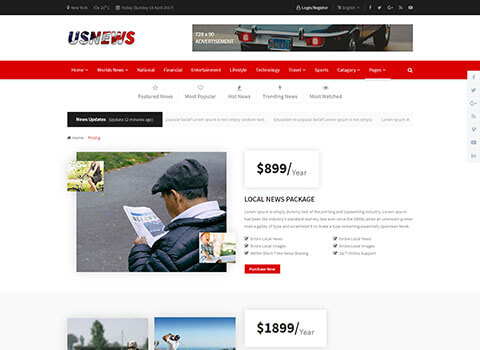 New York 11° C Today (Sunday 19 April 2017) Login/Register English
USNEWS
728 x 90
ADVERTISEMENT
Home Worlds News National Financial Entertainment Lifestyle Technology Travel Sports Catagory Pages
Featured News Most Popular Hot News Trending News Most Watched
News Updates (Update 12 minutes ago) popular belief Lorem Ipsum is not simply random text. Education to popular belief Lorem Ipsum is not simply Lorem Ipsum is
Home Pricing
$899/Year
LOCAL NEWS PACKAGE
Lorem Ipsum is simply dummy text of the printing and typesetting industry. Lorem Ipsum
has been the industry's standard dummy text ever since the 1500s, when an unknown printer
took a galley of type and scrambled it to make a type remaining essentially specimen book.
Entire Local News Entire Local Images
Entire Local Images Entire Local Videos
Within Short Time News Sharing 24/7 Online Support
Purchase Now
$1899/Year